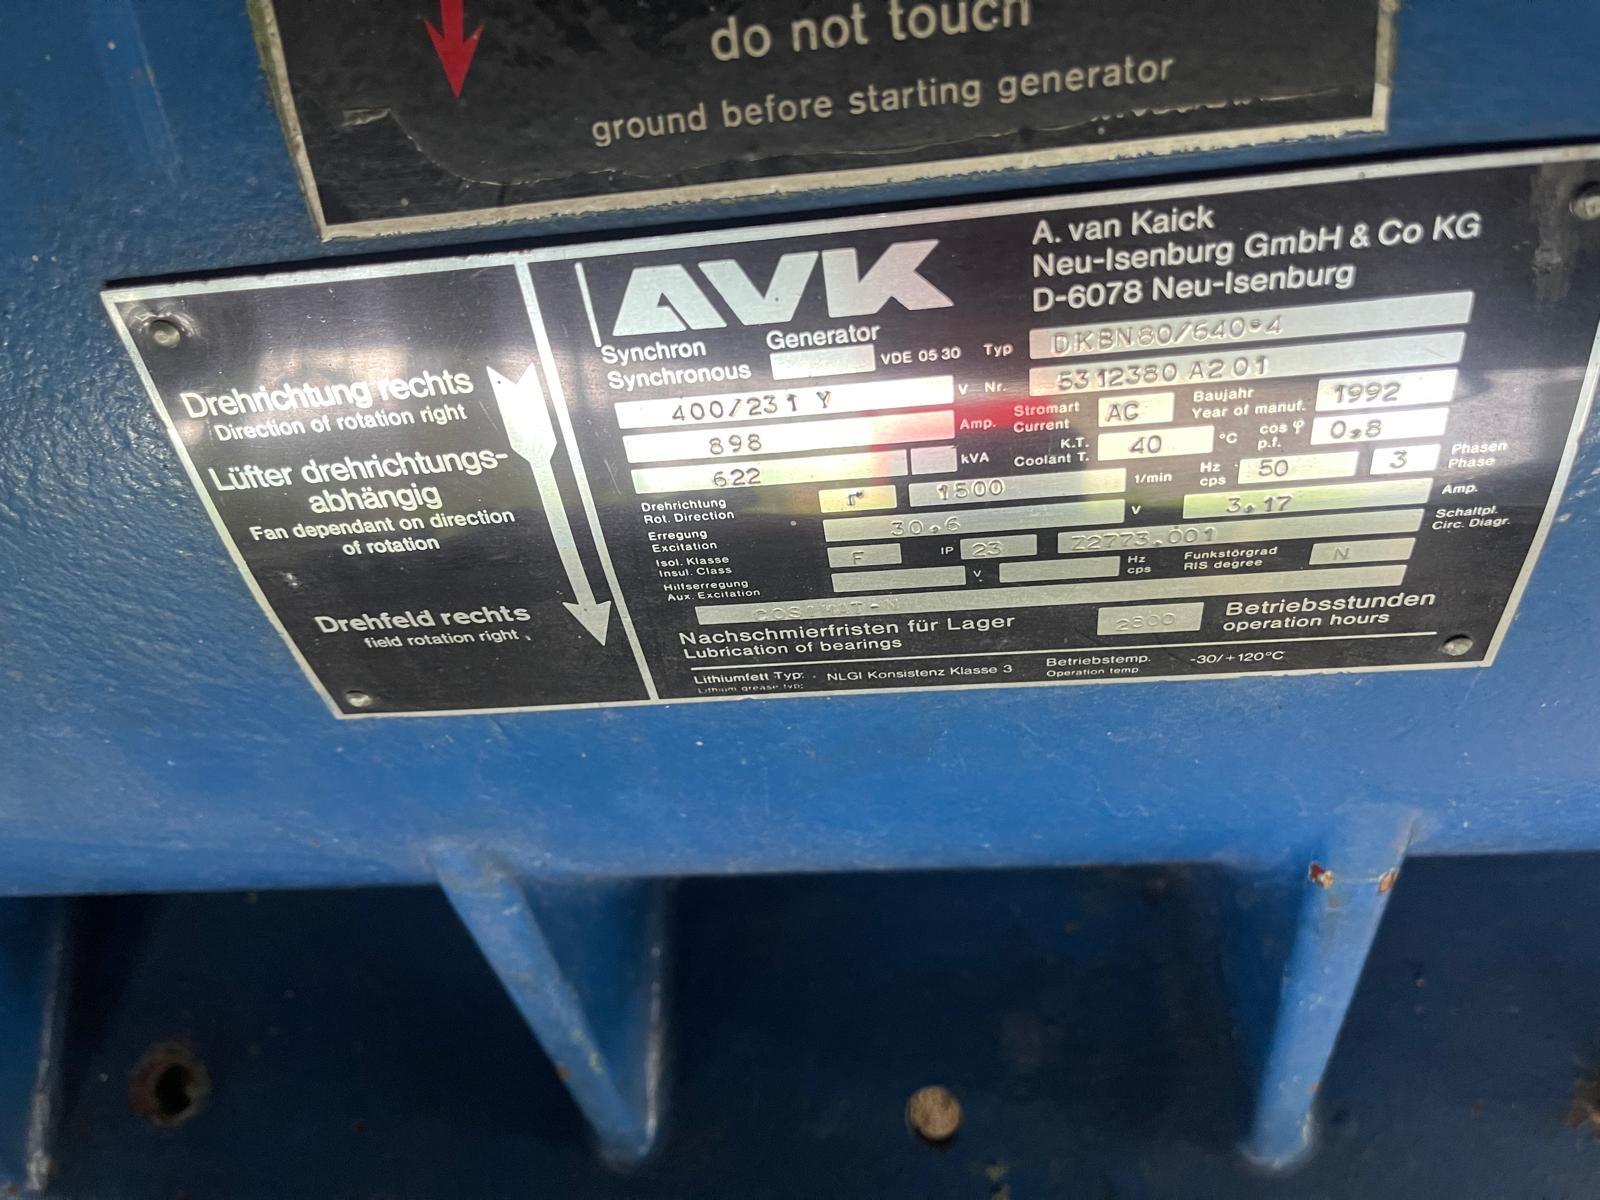 do not touch
ground before starting generator
Drehrichtung rechts
Direction of rotation right
Lüfter drehrichtungs-
abhängig
Fan dependant on direction
of rotation
Drehfeld rechts
field rotation right
AVK
A. van Kaick
Neu-Isenburg GmbH & Co KG
D-6078 Neu-Isenburg
Synchron Generator
Synchronous VDE 0530 Typ DKBN80/640-4
400/231 Y V Nr. 5312380 A2 01
898 Amp. Stromart Current AC Baujahr Year of manuf. 1992
622 kVA K.T. Coolant T. 40 °C cos φ p.f. 0,8
Drehrichtung Rot. Direction r 1500 1/min Hz cps 50 3 Phasen Phase
Erregung Excitation 30,6 V 3,17 Amp.
Isol. Klasse Insul. Class F IP 23 Z2773.001 Schaltpl. Circ. Diagr.
Hilfserregung Aux. Excitation V Hz cps Funkstörgrad RIS degree N
COSIMAT-N
Nachschmierfristen für Lager
Lubrication of bearings
2800 Betriebsstunden
operation hours
Lithiumfett Typ: NLGI Konsistenz Klasse 3 Betriebstemp. -30/+120°C
Lithium grease typ: Operation temp